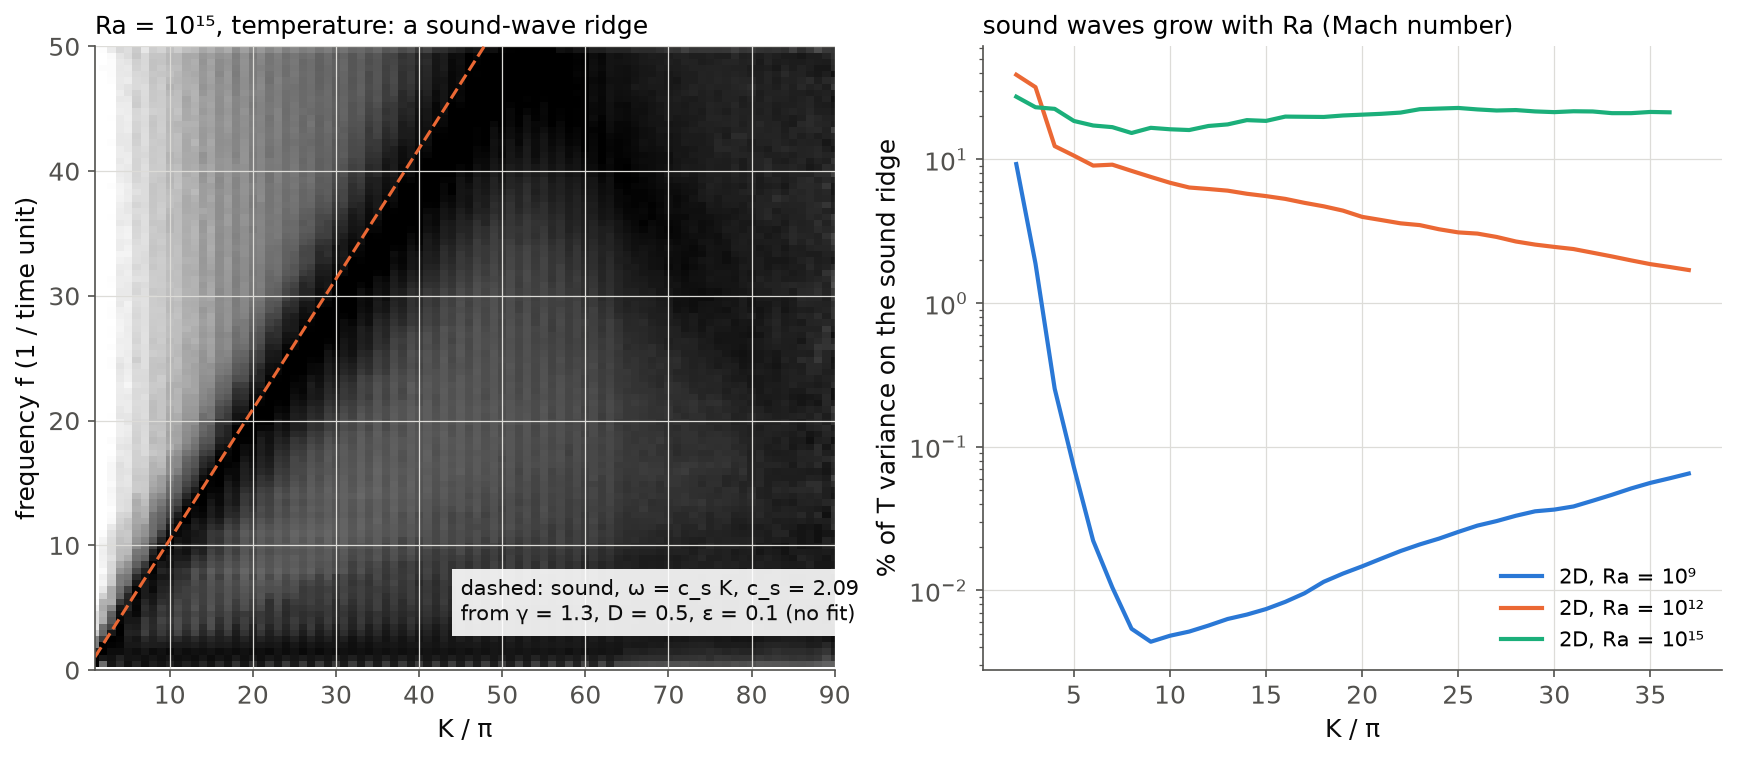 Ra = 10¹⁵, temperature: a sound-wave ridge
frequency f (1 / time unit)
50
40
30
20
10
0
dashed: sound, ω = c_s K, c_s = 2.09
from γ = 1.3, D = 0.5, ε = 0.1 (no fit)
10 20 30 40 50 60 70 80 90
K / π
sound waves grow with Ra (Mach number)
% of T variance on the sound ridge
10¹
10⁰
10⁻¹
10⁻²
2D, Ra = 10⁹
2D, Ra = 10¹²
2D, Ra = 10¹⁵
5 10 15 20 25 30 35
K / π